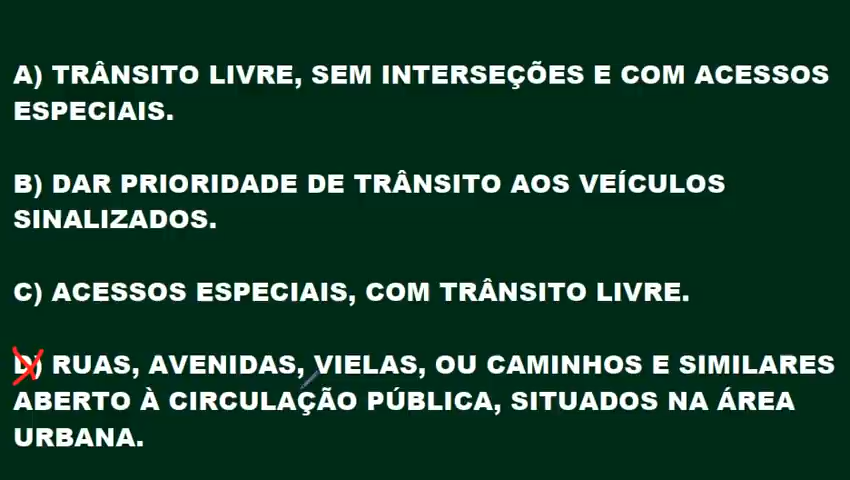 A) TRÂNSITO LIVRE, SEM INTERSEÇÕES E COM ACESSOS
ESPECIAIS.
B) DAR PRIORIDADE DE TRÂNSITO AOS VEÍCULOS
SINALIZADOS.
C) ACESSOS ESPECIAIS, COM TRÂNSITO LIVRE.
D) RUAS, AVENIDAS, VIELAS, OU CAMINHOS E SIMILARES
ABERTO À CIRCULAÇÃO PÚBLICA, SITUADOS NA ÁREA
URBANA.